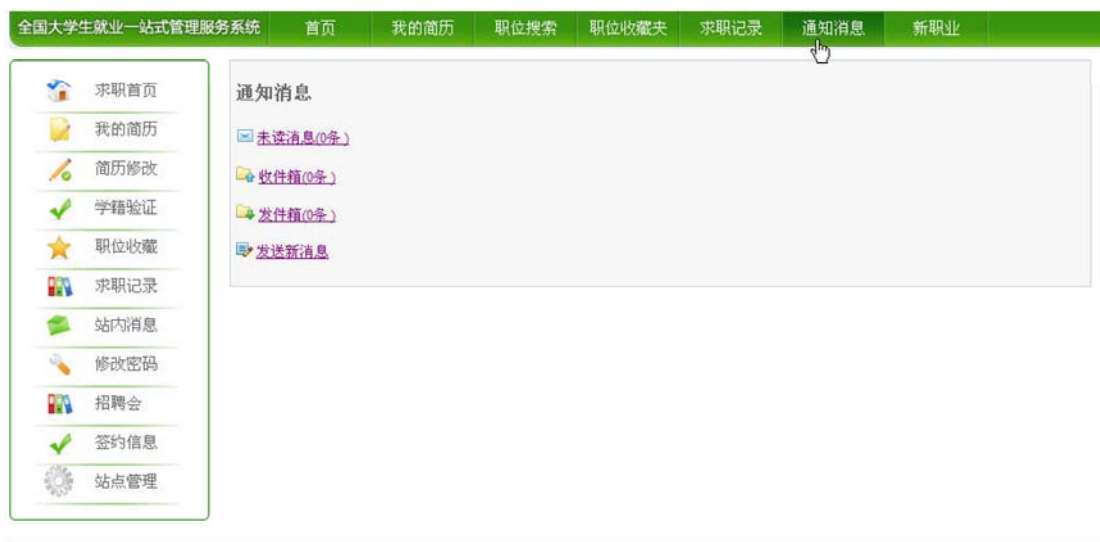 全国大学生就业一站式管理服务系统 首页 我的简历 职位搜索 职位收藏夹 求职记录 通知消息 新职业
求职首页
我的简历
简历修改
学籍验证
职位收藏
求职记录
站内消息
修改密码
招聘会
签约信息
站点管理
通知消息
未读消息(0条)
收件箱(0条)
发件箱(0条)
发送新消息